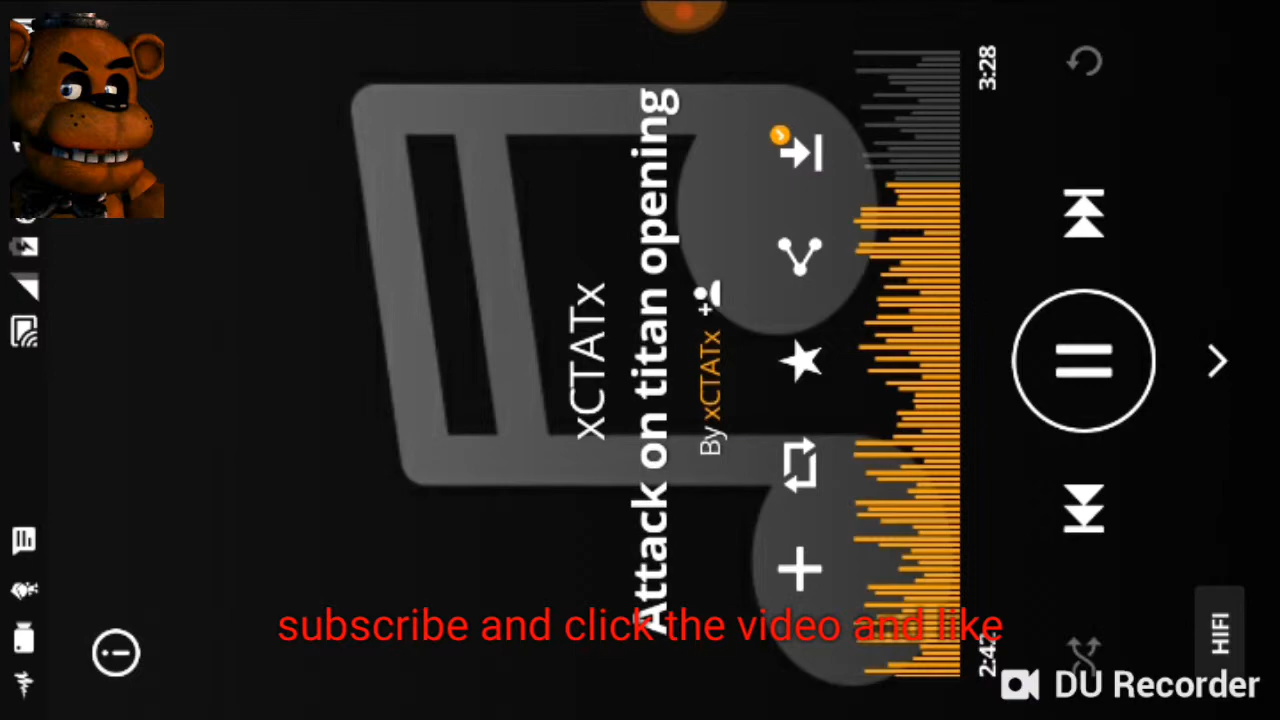 xCTATx
Attack on titan opening
By xCTATx
2:42
3:28
HIFI
subscribe and click the video and like
DU Recorder